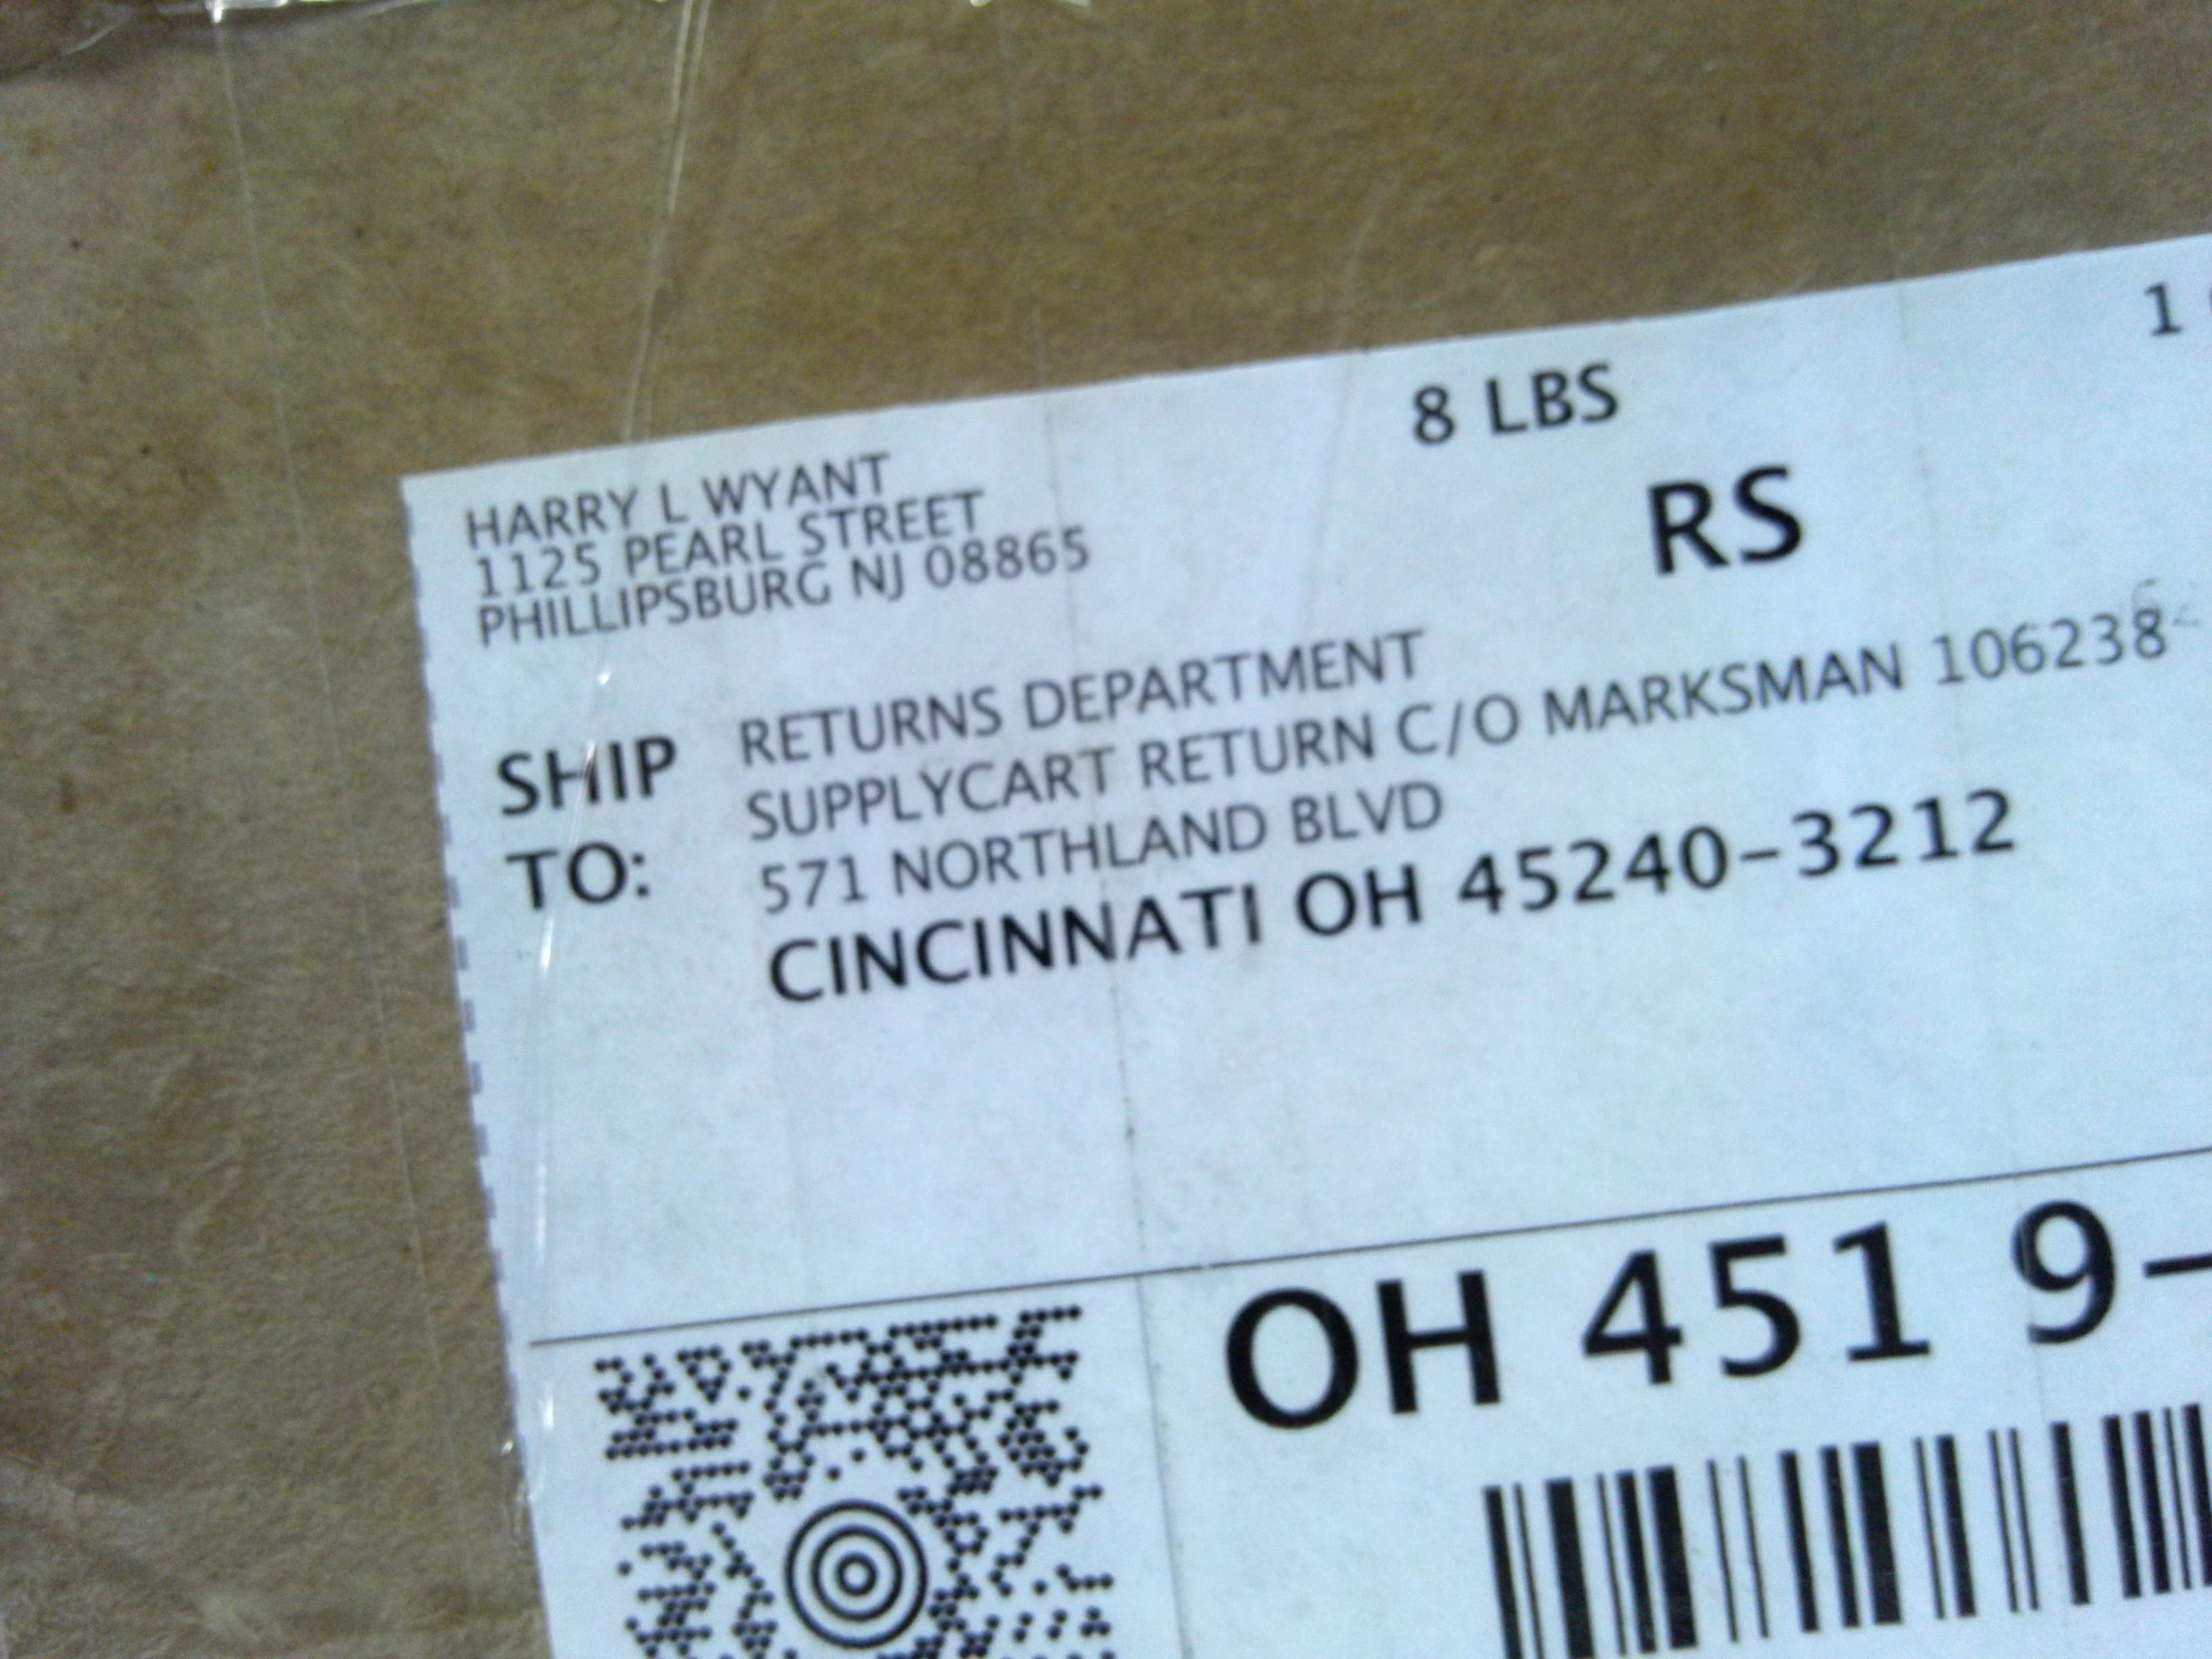 HARRY L WYANT
1125 PEARL STREET
PHILLIPSBURG NJ 08865
8 LBS
1
RS
SHIP TO:
RETURNS DEPARTMENT
SUPPLYCART RETURN C/O MARKSMAN 106238
571 NORTHLAND BLVD
CINCINNATI OH 45240-3212
OH 451 9-